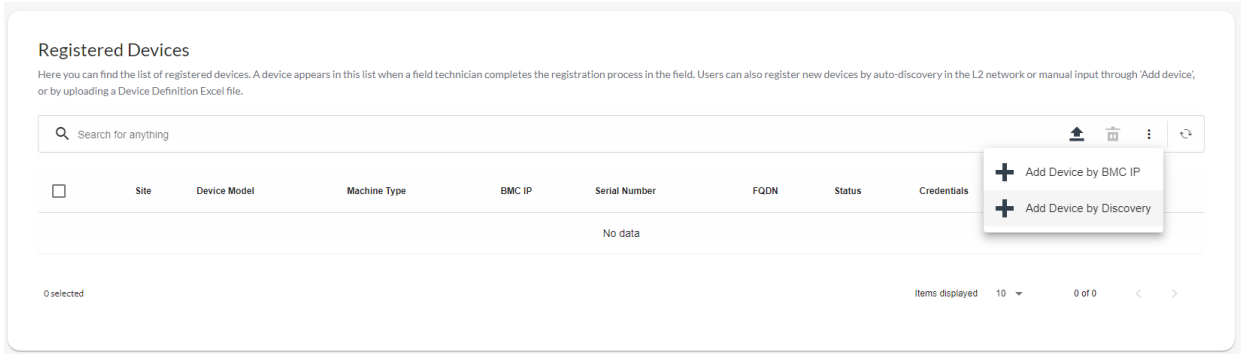 Registered Devices
Here you can find the list of registered devices. A device appears in this list when a field technician completes the registration process in the field. Users can also register new devices by auto-discovery in the L2 network or manual input through 'Add device',
or by uploading a Device Definition Excel file.
Search for anything
Add Device by BMC IP
Site Device Model Machine Type BMC IP Serial Number FQDN Status Credentials
Add Device by Discovery
No data
0 selected
Items displayed 10 0 of 0